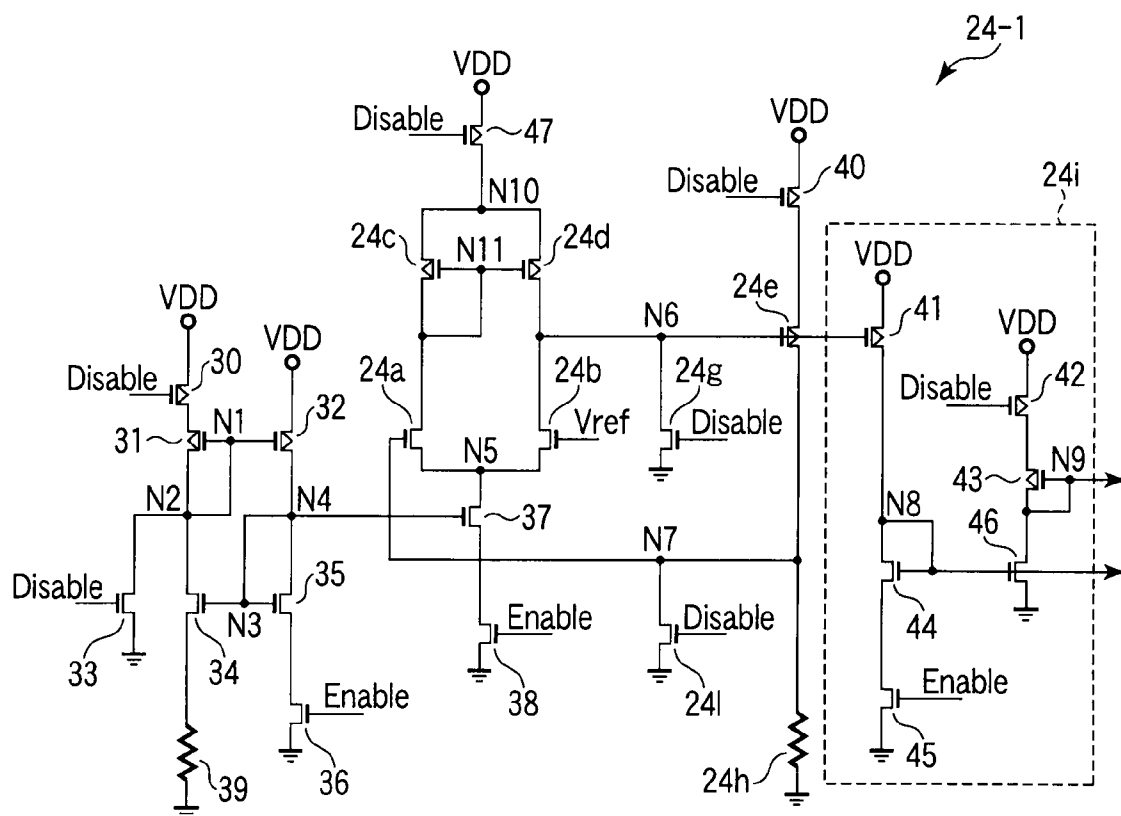 24-1
VDD
Disable
47
VDD
N10
Disable
40
24i
24c
N11
24d
VDD
VDD
24e
41
N6
VDD
30
VDD
Disable
24a
24b
24g
Disable
42
N1
32
Vref
Disable
31
N5
43
N9
N2
N4
37
N8
46
N7
Disable
35
33
34
N3
Enable
Disable
44
38
24l
Enable
Enable
39
36
24h
45